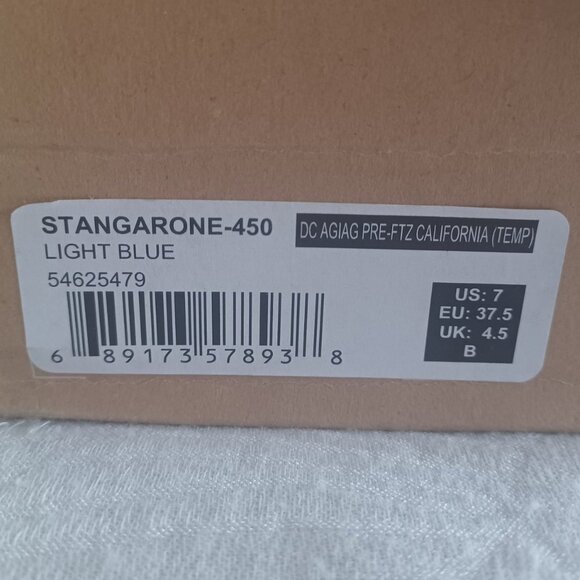 STANGARONE-450
DC AGIAG PRE-FTZ CALIFORNIA (TEMP)
LIGHT BLUE
54625479
US: 7
EU: 37.5
UK: 4.5
B
6 89173 57893 8